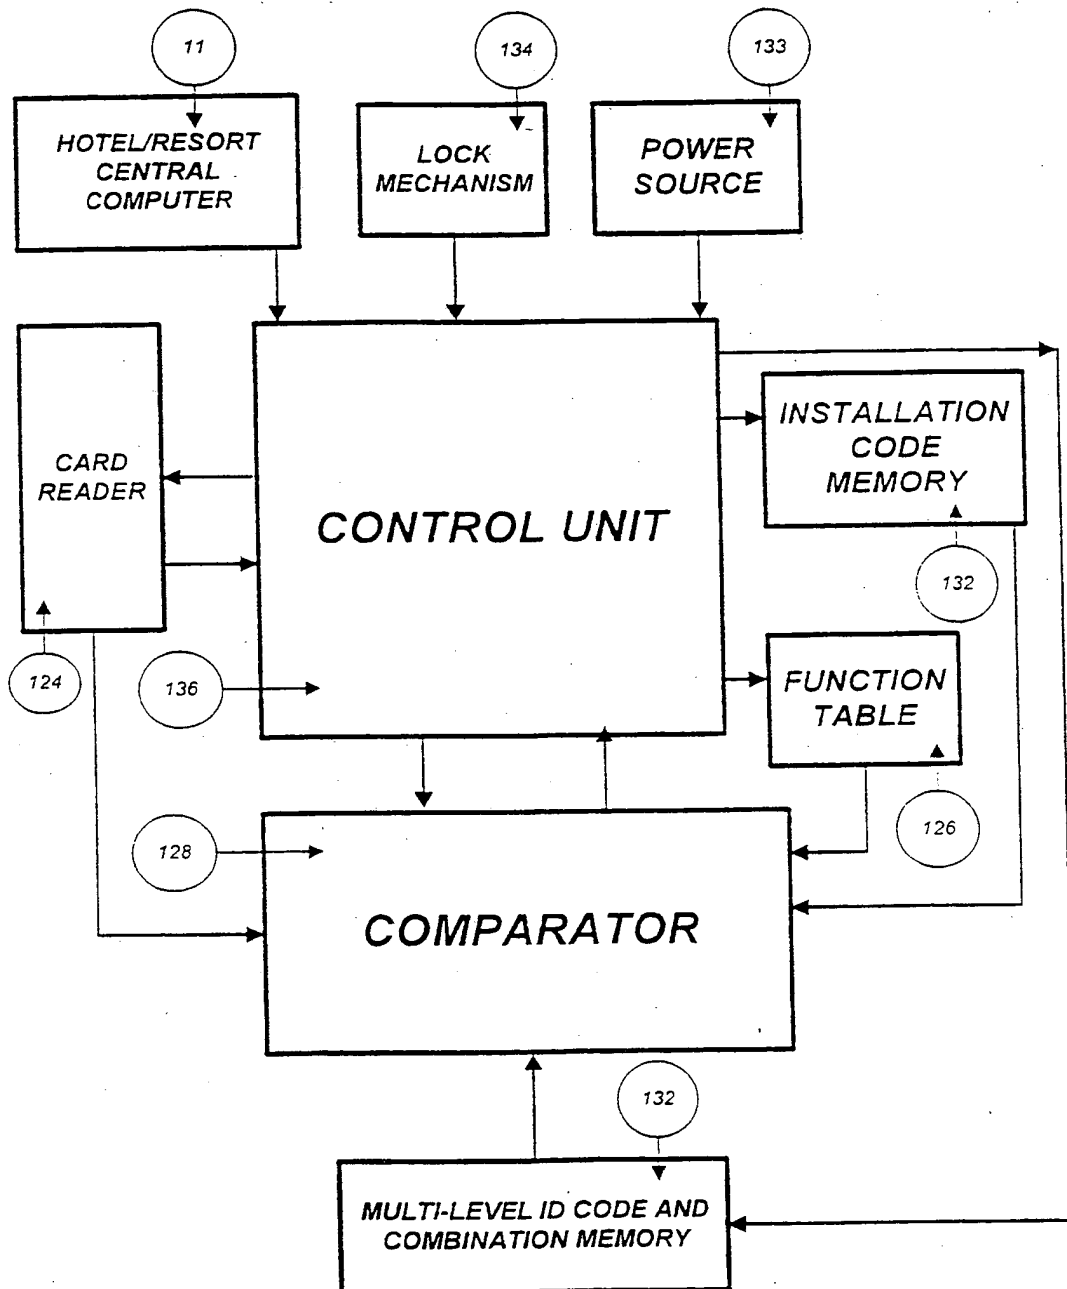 11
134
133
HOTEL/RESORT
CENTRAL
COMPUTER
LOCK
MECHANISM
POWER
SOURCE
CARD
READER
CONTROL UNIT
INSTALLATION
CODE
MEMORY
132
124
136
FUNCTION
TABLE
128
126
COMPARATOR
132
MULTI-LEVEL ID CODE AND
COMBINATION MEMORY